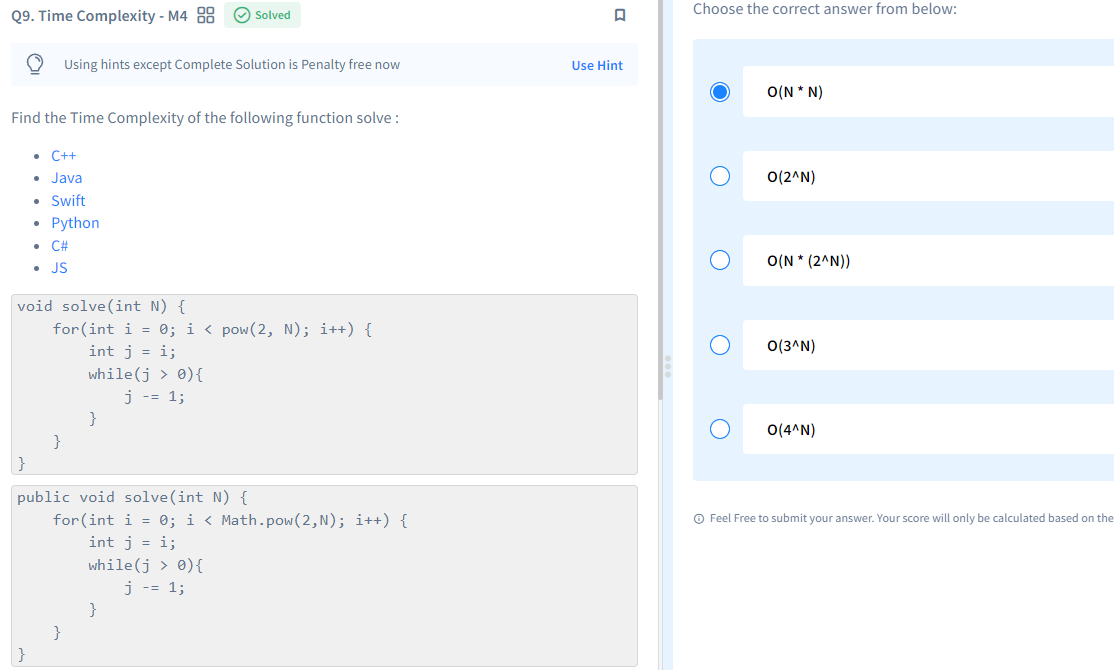 Q9. Time Complexity - M4 Solved
Using hints except Complete Solution is Penalty free now Use Hint
Find the Time Complexity of the following function solve :
C++
Java
Swift
Python
C#
JS
void solve(int N) {
for(int i = 0; i < pow(2, N); i++) {
int j = i;
while(j > 0){
j -= 1;
}
}
}
public void solve(int N) {
for(int i = 0; i < Math.pow(2,N); i++) {
int j = i;
while(j > 0){
j -= 1;
}
}
}
Choose the correct answer from below:
O(N * N)
O(2^N)
O(N * (2^N))
O(3^N)
O(4^N)
Feel Free to submit your answer. Your score will only be calculated based on the